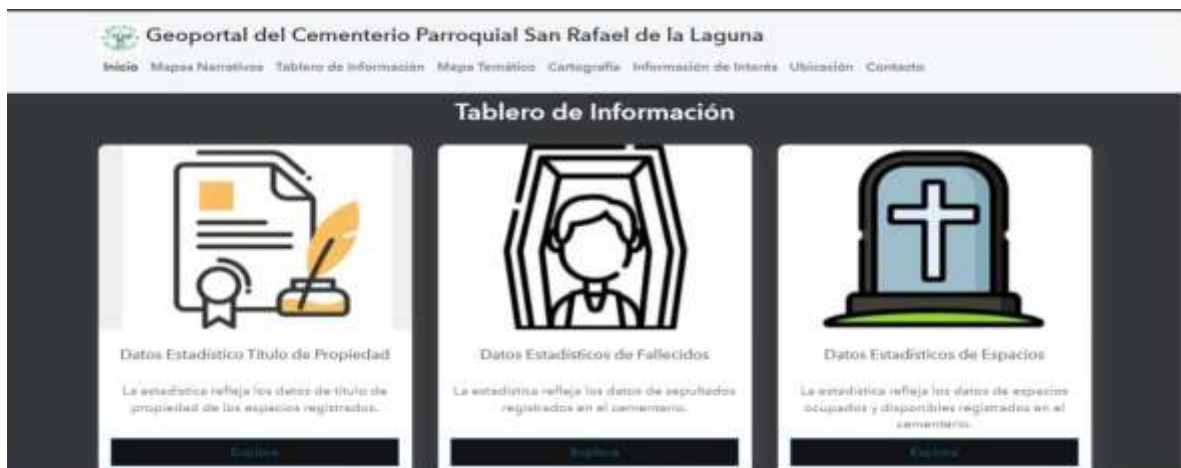 Geoportal del Cementerio Parroquial San Rafael de la Laguna
Inicio Mapas Narrativos Tablero de Información Mapa Temático Cartografía Información de Interés Ubicación Contacto
Tablero de Información
Datos Estadístico Título de Propiedad
La estadística refleja los datos de título de
propiedad de los espacios registrados.
Explora
Datos Estadísticos de Fallecidos
La estadística refleja los datos de sepultados
registrados en el cementerio.
Explora
Datos Estadísticos de Espacios
La estadística refleja los datos de espacios
ocupados y disponibles registrados en el
cementerio.
Explora